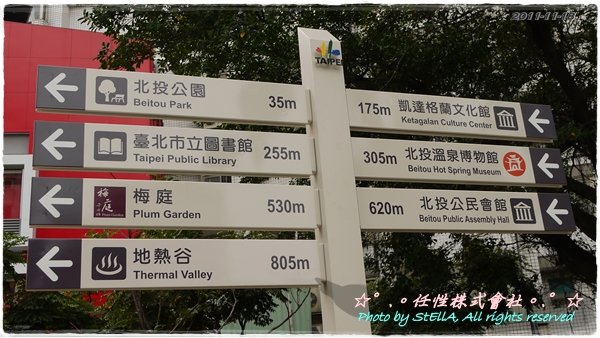 2011-11-13
TAIPEI
北投公園
Beitou Park
35m
臺北市立圖書館
Taipei Public Library
255m
梅庭
Plum Garden
530m
地熱谷
Thermal Valley
805m
175m
凱達格蘭文化館
Ketagalan Culture Center
305m
北投溫泉博物館
Beitou Hot Spring Museum
620m
北投公民會館
Beitou Public Assembly Hall
☆゚.。任性株式會社。.゚☆
Photo by StEllA, All rights reserved